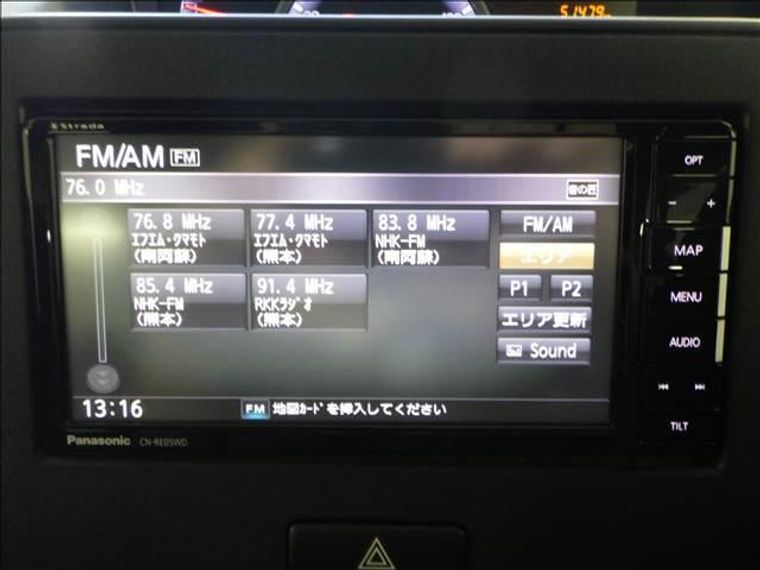 51479
Strada
FM/AM FM
76.0 MHz 音の匠
76.8 MHz 77.4 MHz 83.8 MHz FM/AM
エフエム・クマモト エフエム・クマモト NHK-FM エリア
(南阿蘇) (熊本) (南阿蘇)
85.4 MHz 91.4 MHz P1 P2
NHK-FM RKKラジオ
(熊本) (熊本) エリア更新
Sound
13:16 FM 地図カードを挿入してください
Panasonic CN-RE05WD
OPT
- +
MAP
MENU
AUDIO
TILT